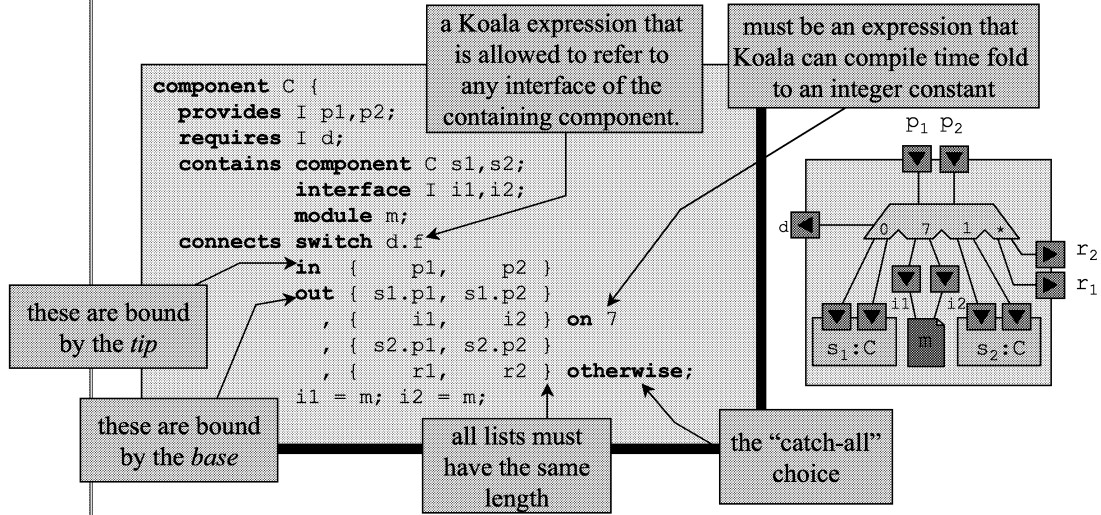 a Koala expression that
is allowed to refer to
any interface of the
containing component.
must be an expression that
Koala can compile time fold
to an integer constant
component C {
provides I p1,p2;
requires I d;
contains component C s1,s2;
interface I i1,i2;
module m;
connects switch d.f
in { p1, p2 }
out { s1.p1, s1.p2 }
, { i1, i2 } on 7
, { s2.p1, s2.p2 }
, { r1, r2 } otherwise;
i1 = m; i2 = m;
these are bound
by the tip
these are bound
by the base
all lists must
have the same
length
the “catch-all”
choice
p₁ p₂
d
0 7 1 *
r₂
r₁
i1 i2
s₁:C m s₂:C